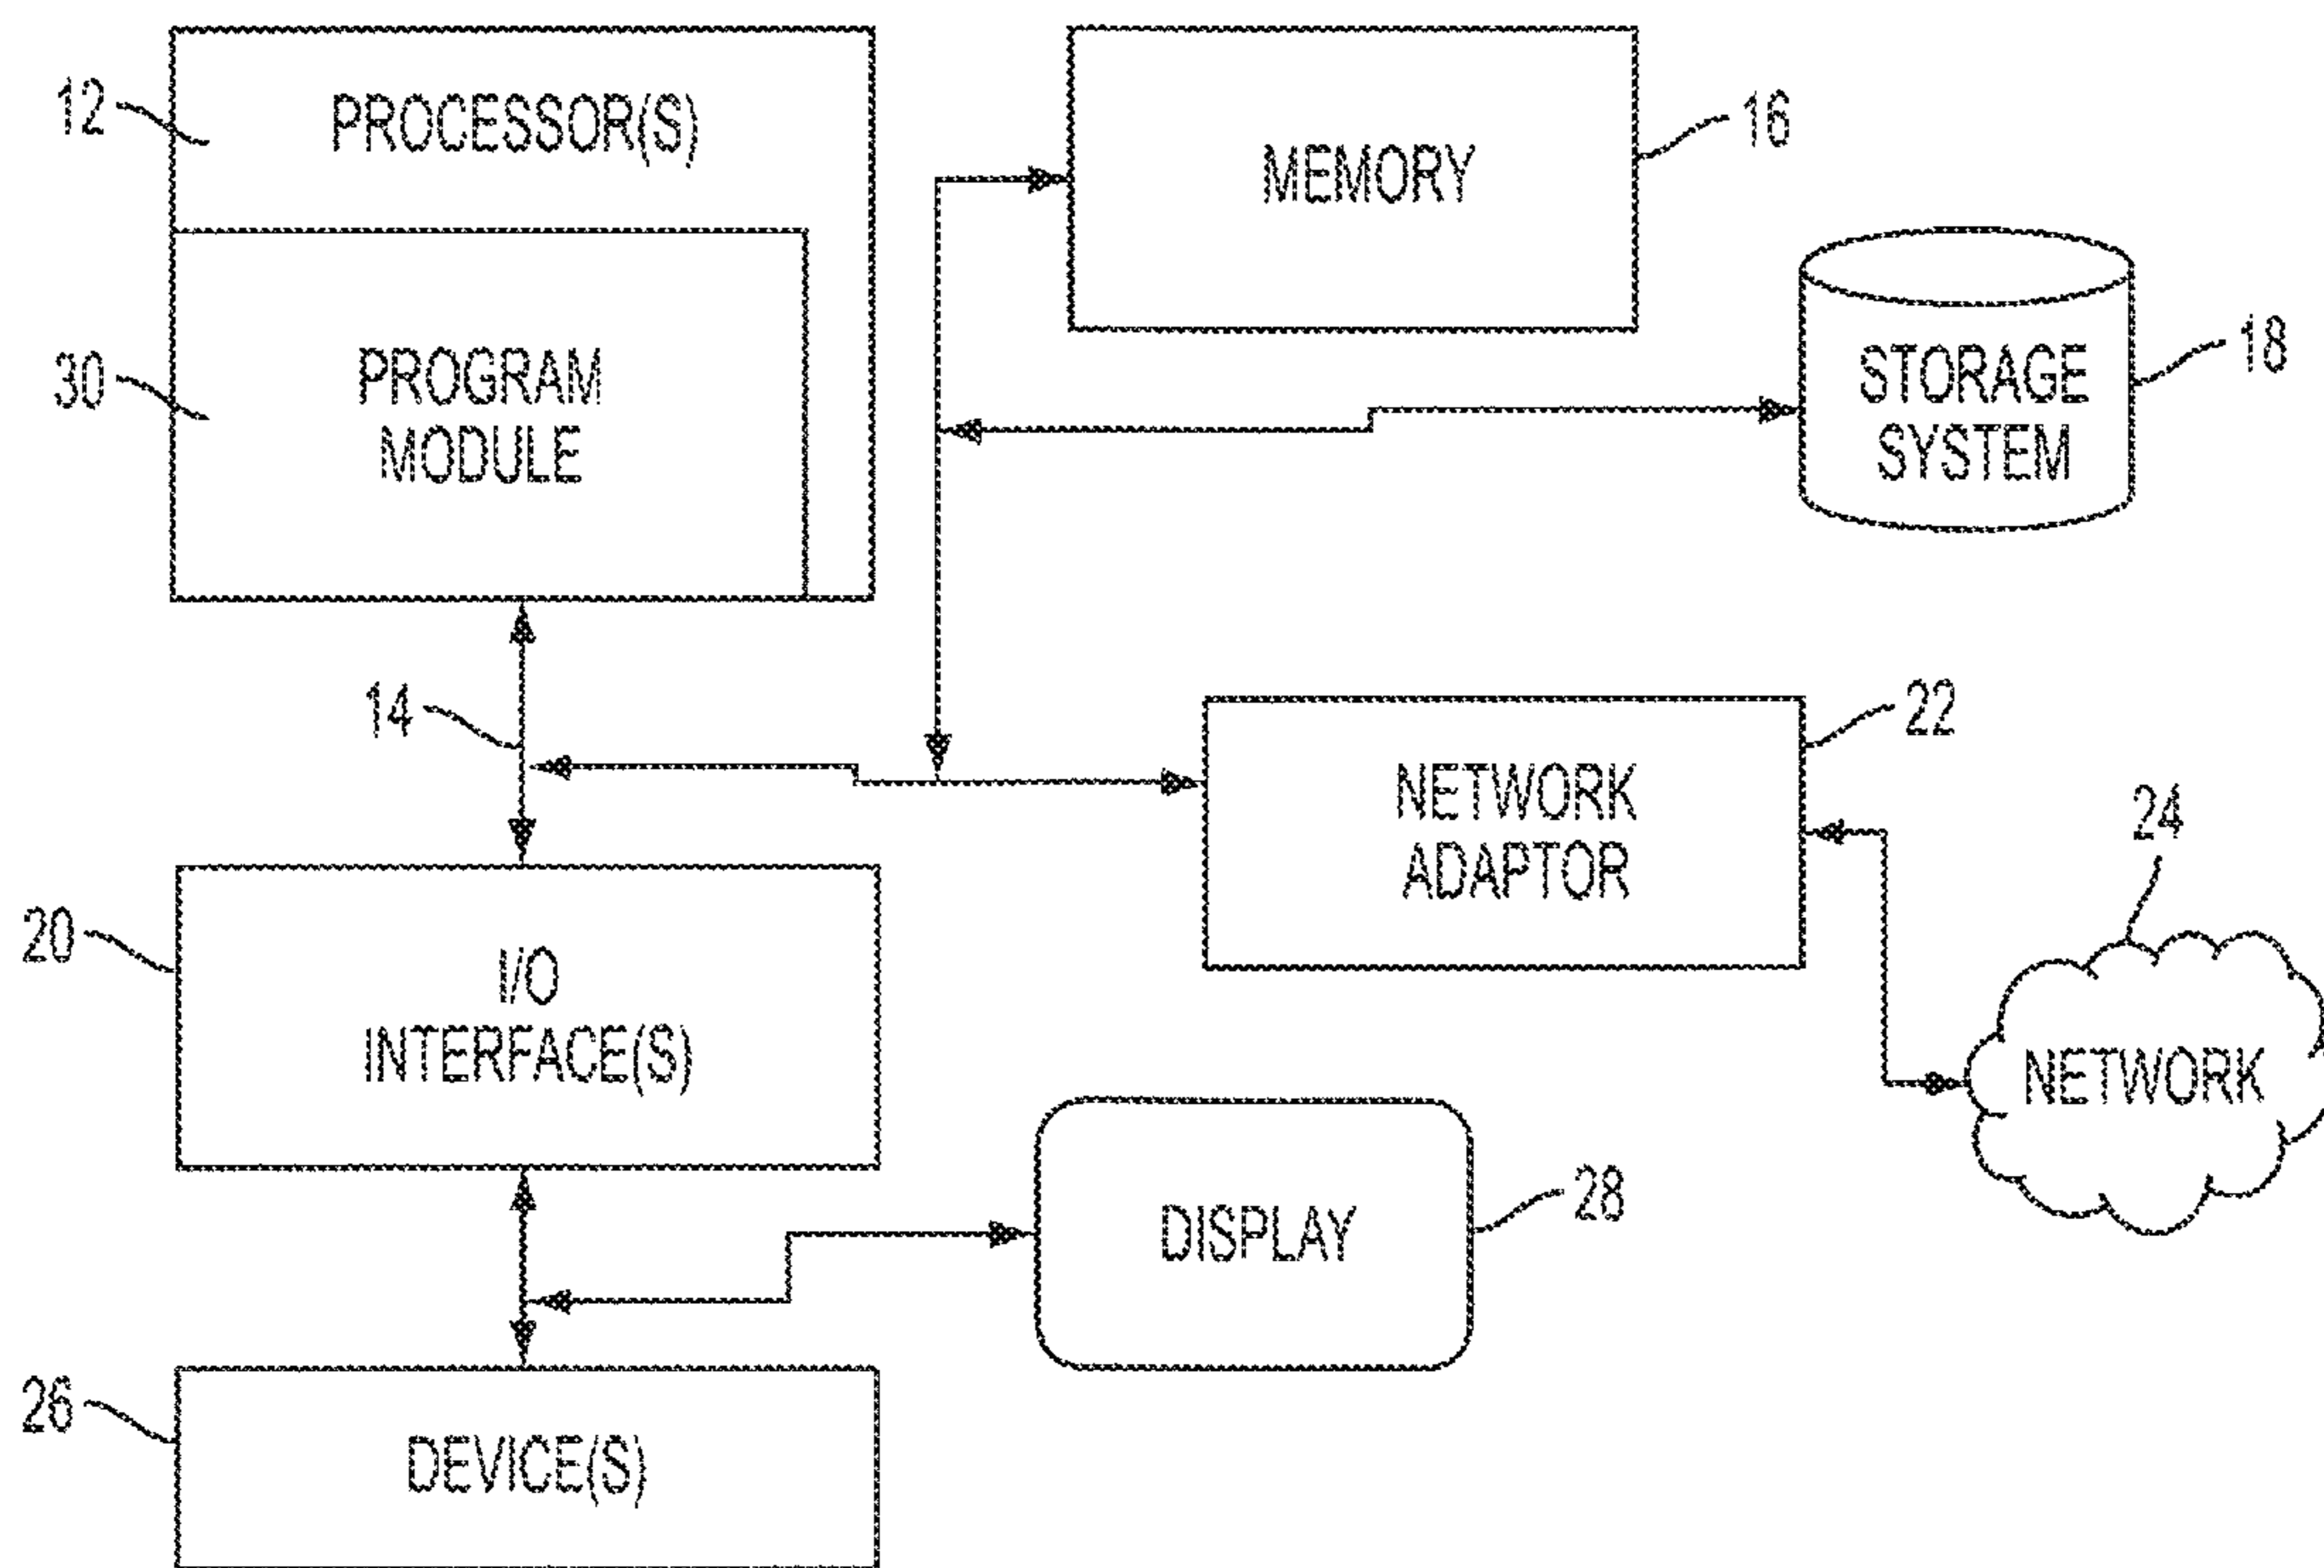 12
PROCESSOR(S)
MEMORY
16
30
PROGRAM
MODULE
STORAGE
SYSTEM
18
14
22
NETWORK
ADAPTOR
24
20
I/O
INTERFACE(S)
NETWORK
DISPLAY
28
26
DEVICE(S)